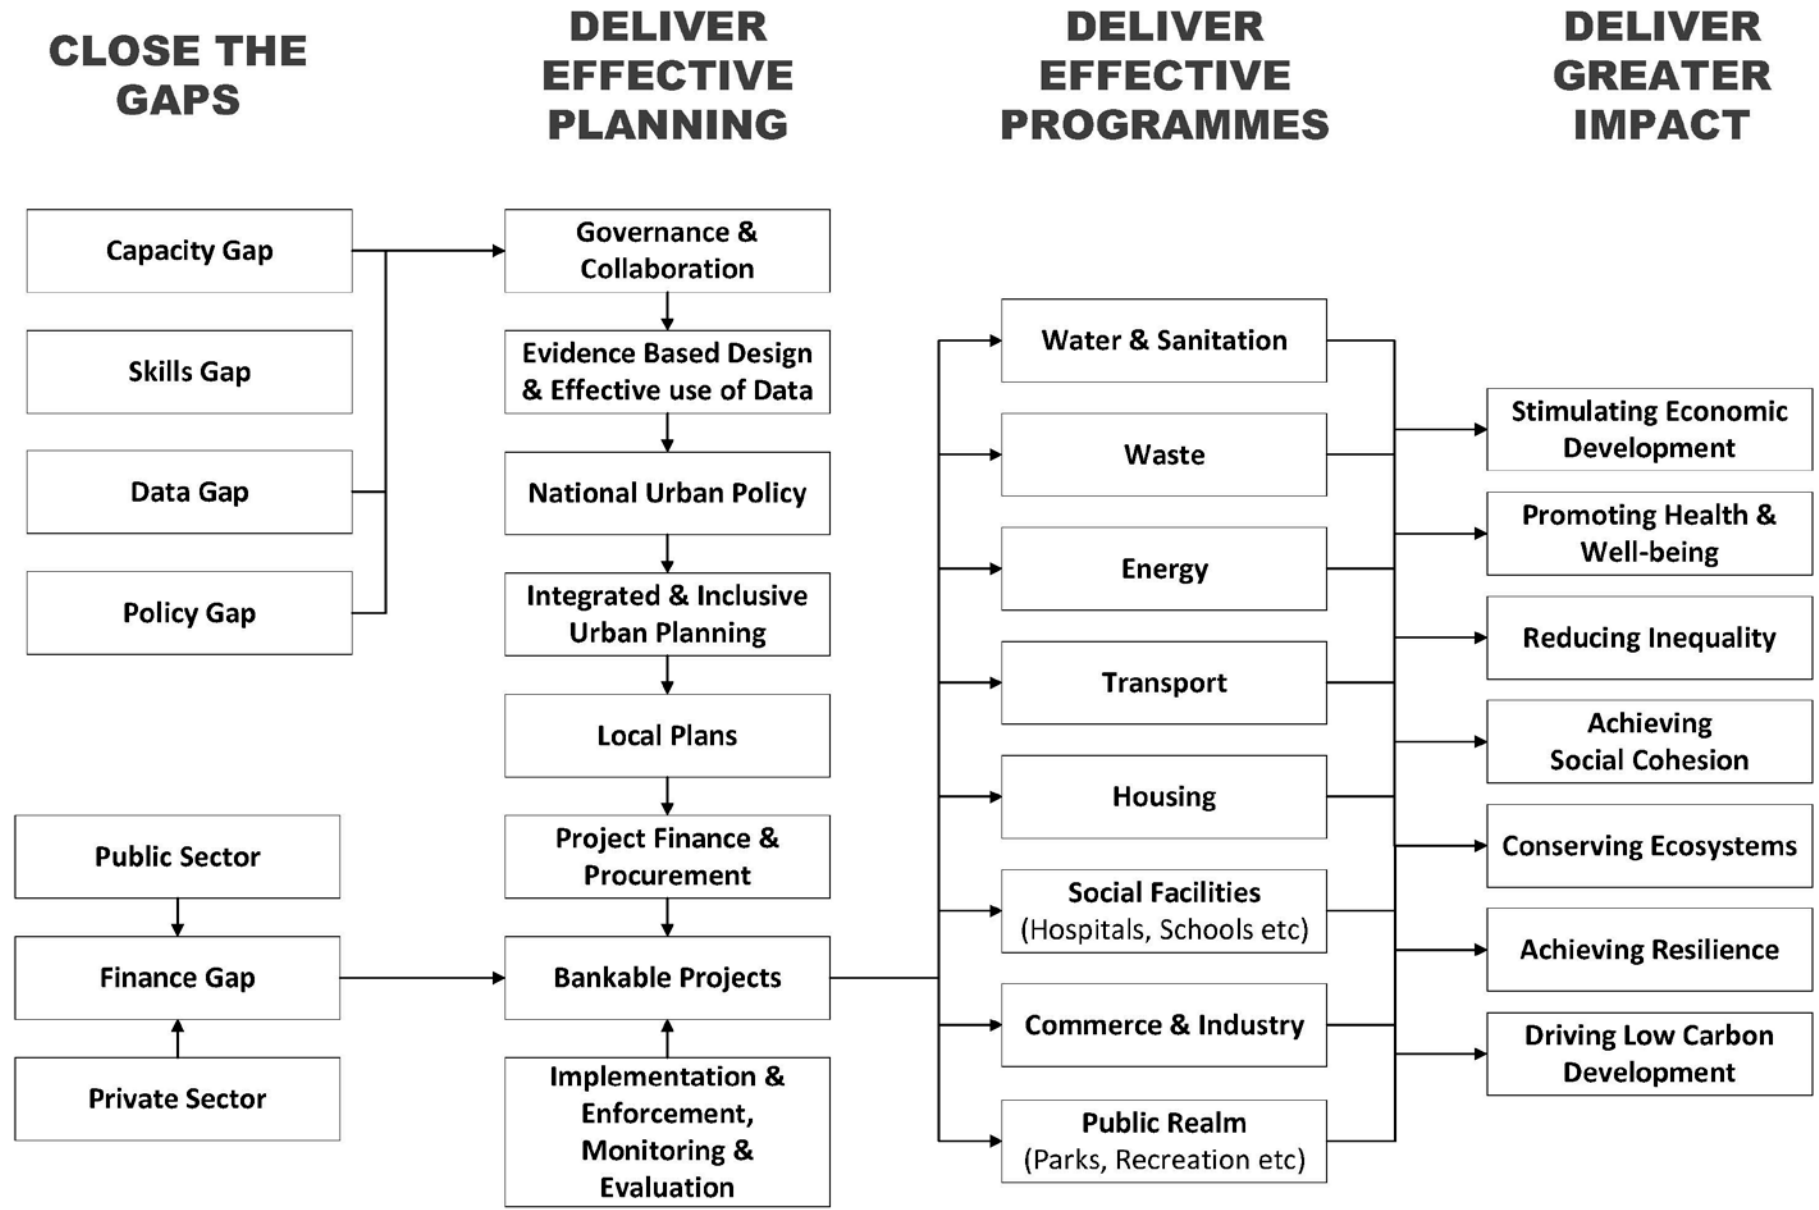 CLOSE THE
GAPS
DELIVER
EFFECTIVE
PLANNING
DELIVER
EFFECTIVE
PROGRAMMES
DELIVER
GREATER
IMPACT
Capacity Gap
Skills Gap
Data Gap
Policy Gap
Public Sector
Finance Gap
Private Sector
Governance &
Collaboration
Evidence Based Design
& Effective use of Data
National Urban Policy
Integrated & Inclusive
Urban Planning
Local Plans
Project Finance &
Procurement
Bankable Projects
Implementation &
Enforcement,
Monitoring &
Evaluation
Water & Sanitation
Waste
Energy
Transport
Housing
Social Facilities
(Hospitals, Schools etc)
Commerce & Industry
Public Realm
(Parks, Recreation etc)
Stimulating Economic
Development
Promoting Health &
Well-being
Reducing Inequality
Achieving
Social Cohesion
Conserving Ecosystems
Achieving Resilience
Driving Low Carbon
Development